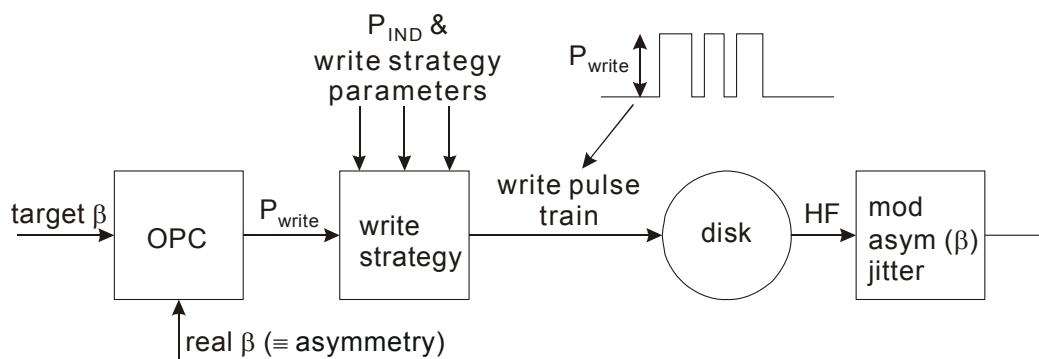 P_IND &
write strategy
parameters
P_write
write pulse
train
target β
OPC
P_write
write
strategy
disk
HF
mod
asym (β)
jitter
real β (≡ asymmetry)